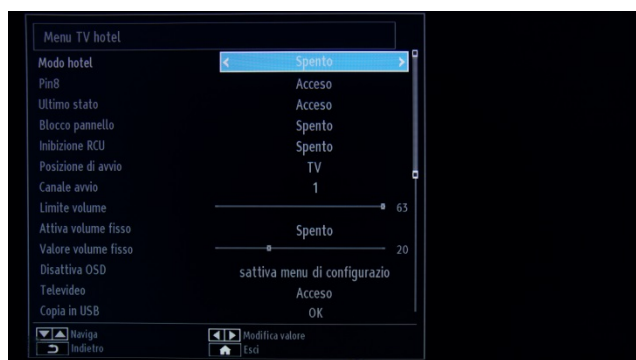 Menu TV hotel
Modo hotel Spento
Pin8 Acceso
Ultimo stato Acceso
Blocco pannello Spento
Inibizione RCU Spento
Posizione di avvio TV
Canale avvio 1
Limite volume 63
Attiva volume fisso Spento
Valore volume fisso 20
Disattiva OSD sattiva menu di configurazio
Televideo Acceso
Copia in USB OK
Naviga Modifica valore
Indietro Esci